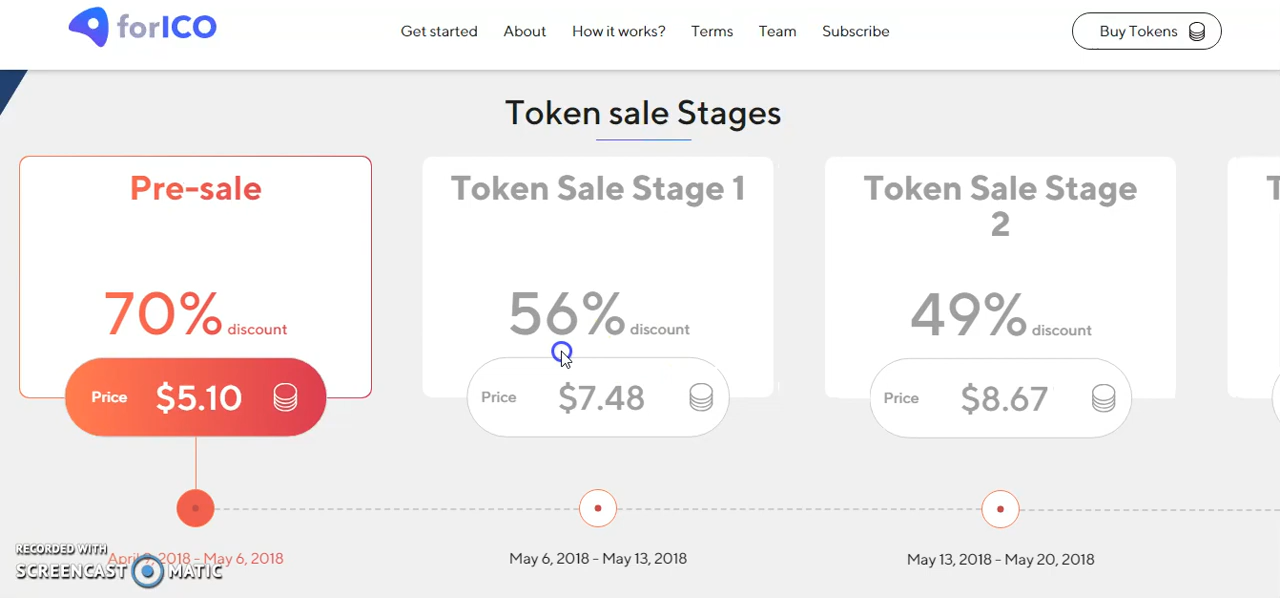 forICO
Get started About How it works? Terms Team Subscribe
Buy Tokens
Token sale Stages
Pre-sale
70% discount
Price $5.10
Token Sale Stage 1
56% discount
Price $7.48
Token Sale Stage
2
49% discount
Price $8.67
T
2018 - May 6, 2018
May 6, 2018 - May 13, 2018
May 13, 2018 - May 20, 2018
RECORDED WITH
SCREENCAST MATIC